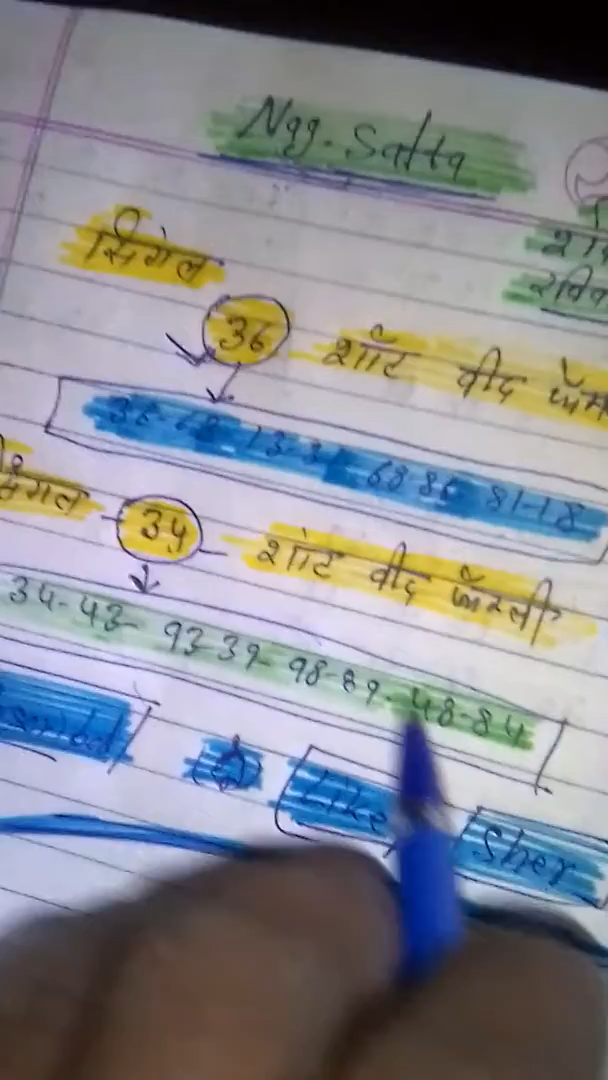 Ngg. Satta
सिंगल
36 शॉट वीद फॅम
36-63 13-31 68-86 81-18
सिंगल - 34 - शॉट वीद फॅमली
34-43- 93-39- 98-89- 48-84
Like Sher